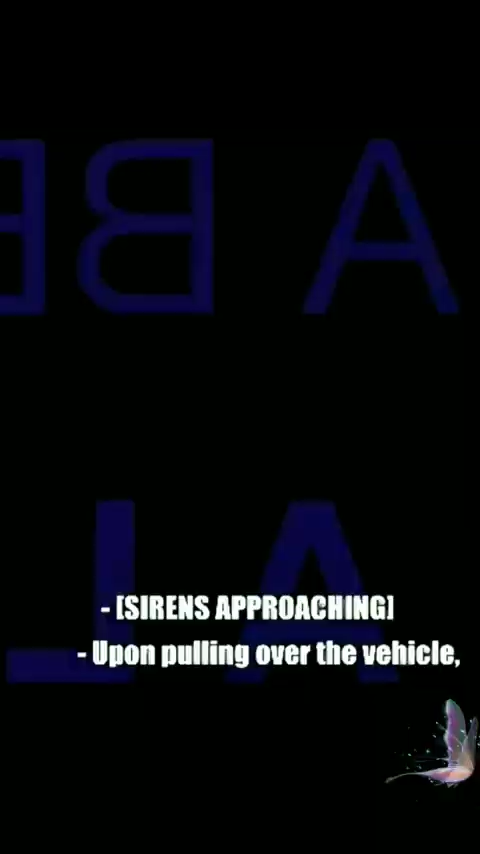 A B E
A L
- [SIRENS APPROACHING]
- Upon pulling over the vehicle,